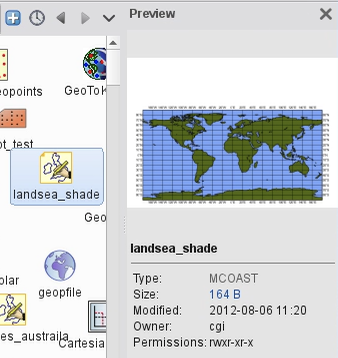 Preview
eopoints
GeoToK
ot_test
landsea_shade
Geo
olar
geopfile
es_australia
Cartesia
landsea_shade
Type: MCOAST
Size: 164 B
Modified: 2012-08-06 11:20
Owner: cgi
Permissions: rwxr-xr-x